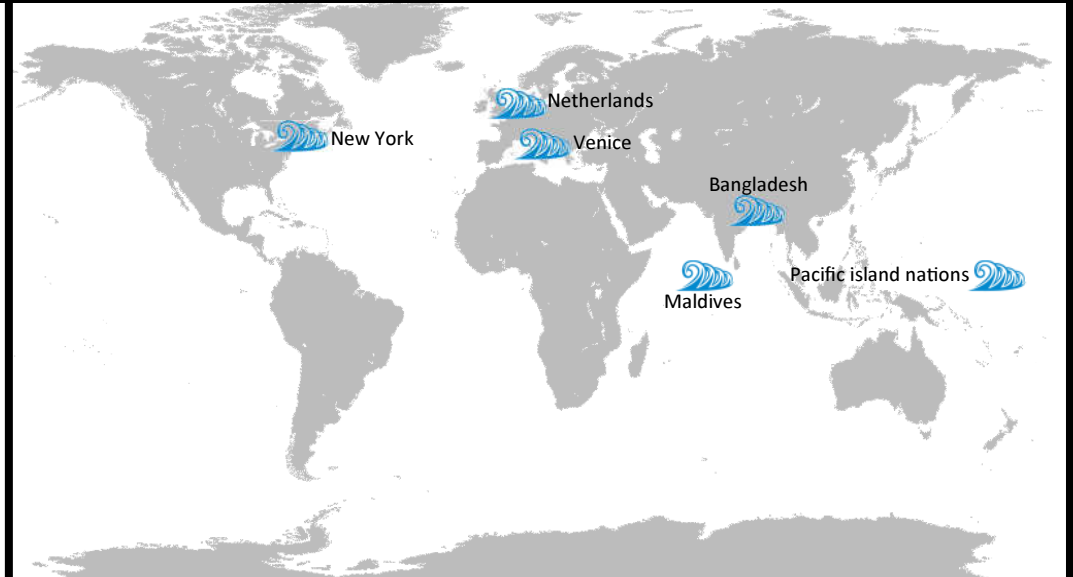 Netherlands
New York
Venice
Bangladesh
Pacific island nations
Maldives